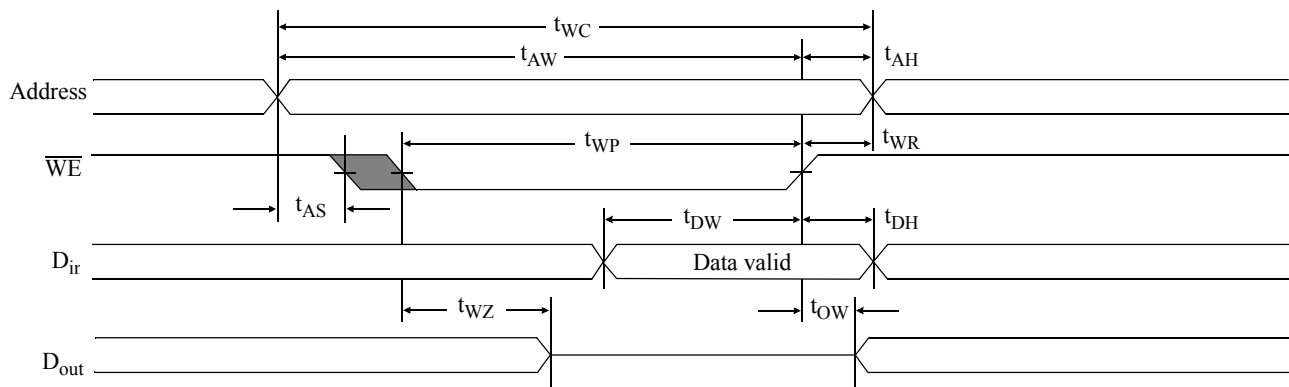 tWC
tAW
tAH
Address
tWP
tWR
WE
tAS
tDW
tDH
Dir
Data valid
tWZ
tOW
Dout